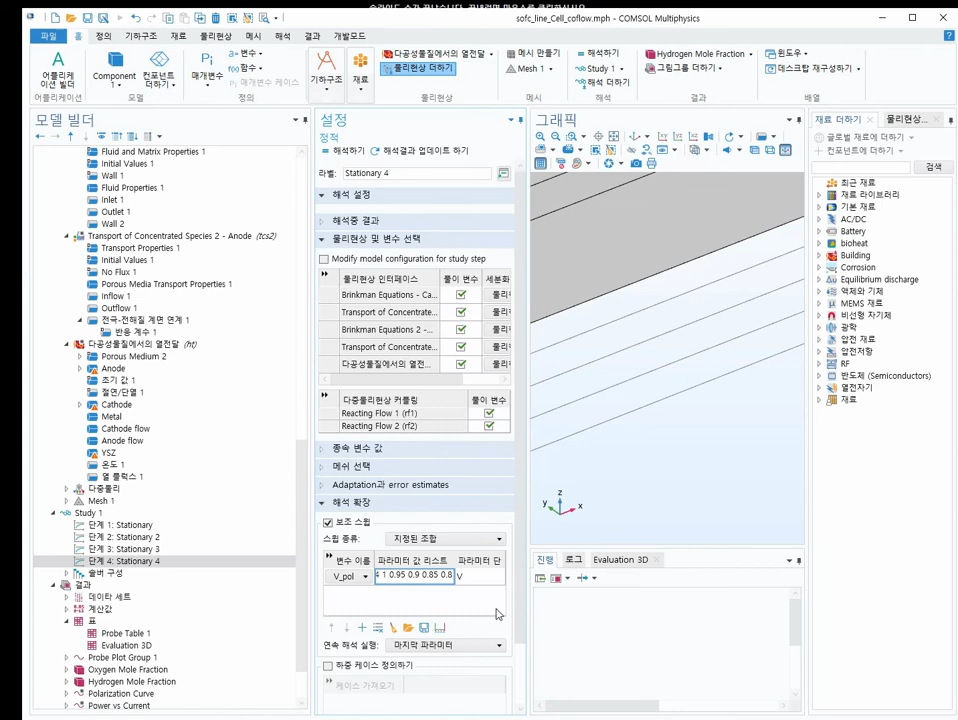 sofc_line_Cell_coflow.mph - COMSOL Multiphysics
파일
홈
정의
기하구조
재료
물리현상
메시
해석
결과
개발모드
어플리케이션 빌더
어플리케이션
Component 1
컴포넌트 더하기
모델
Pi
매개변수
변수
함수
매개변수 케이스
정의
기하구조
재료
다공성물질에서의 열전달
물리현상 더하기
물리현상
메시 만들기
Mesh 1
메시
해석하기
Study 1
해석 더하기
해석
Hydrogen Mole Fraction
그림그룹 더하기
결과
윈도우
데스크탑 재구성하기
배열
모델 빌더
Fluid and Matrix Properties 1
Initial Values 1
Wall 1
Fluid Properties 1
Inlet 1
Outlet 1
Wall 2
Transport of Concentrated Species 2 - Anode (tcs2)
Transport Properties 1
Initial Values 1
No Flux 1
Porous Media Transport Properties 1
Inflow 1
Outflow 1
전극-전해질 계면 연계 1
반응 계수 1
다공성물질에서의 열전달 (ht)
Porous Medium 2
Anode
초기 값 1
절연/단열 1
Cathode
Metal
Cathode flow
Anode flow
YSZ
온도 1
열 플럭스 1
다중물리
Mesh 1
Study 1
단계 1: Stationary
단계 2: Stationary 2
단계 3: Stationary 3
단계 4: Stationary 4
솔버 구성
결과
데이타 세트
계산값
표
Probe Table 1
Evaluation 3D
Probe Plot Group 1
Oxygen Mole Fraction
Hydrogen Mole Fraction
Polarization Curve
Power vs Current
설정
정적
해석하기
해석결과 업데이트 하기
라벨:
Stationary 4
해석 설정
해석중 결과
물리현상 및 변수 선택
Modify model configuration for study step
물리현상 인터페이스
풀이 변수
세분화
Brinkman Equations - Ca...
물리현
Transport of Concentrate...
물리현
Brinkman Equations 2 -...
물리현
Transport of Concentrate...
물리현
다공성물질에서의 열전...
물리현
다중물리현상 커플링
풀이 변수
Reacting Flow 1 (rf1)
Reacting Flow 2 (rf2)
종속 변수 값
메쉬 선택
Adaptation과 error estimates
해석 확장
보조 스윕
스윕 종류:
지정된 조합
변수 이름
파라미터 값 리스트
파라미터 단
V_pol
1 0.95 0.9 0.85 0.8
V
연속 해석 실행:
마지막 파라미터
하중 케이스 정의하기
케이스 가져오기
그래픽
z
y
x
진행
로그
Evaluation 3D
재료 더하기
물리현상...
글로벌 재료에 더하기
컴포넌트에 더하기
검색
최근 재료
재료 라이브러리
기본 재료
AC/DC
Battery
bioheat
Building
Corrosion
Equilibrium discharge
액체와 기체
MEMS 재료
비선형 자기체
광학
압전 재료
압전저항
RF
반도체 (Semiconductors)
열전자기
재료